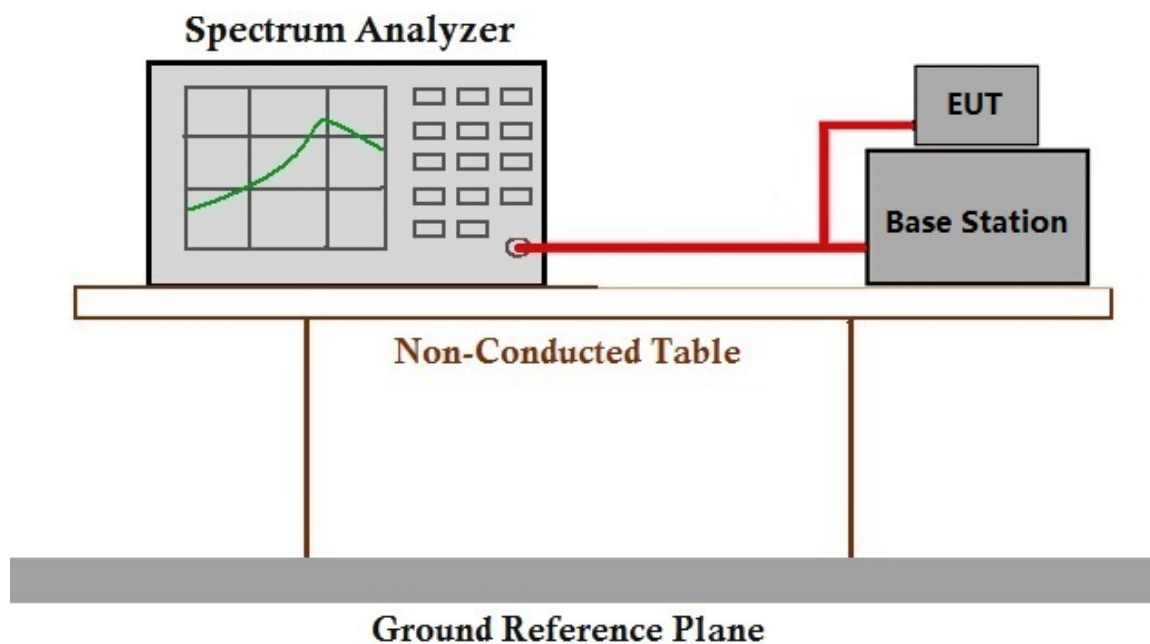 Spectrum Analyzer
EUT
Base Station
Non-Conducted Table
Ground Reference Plane